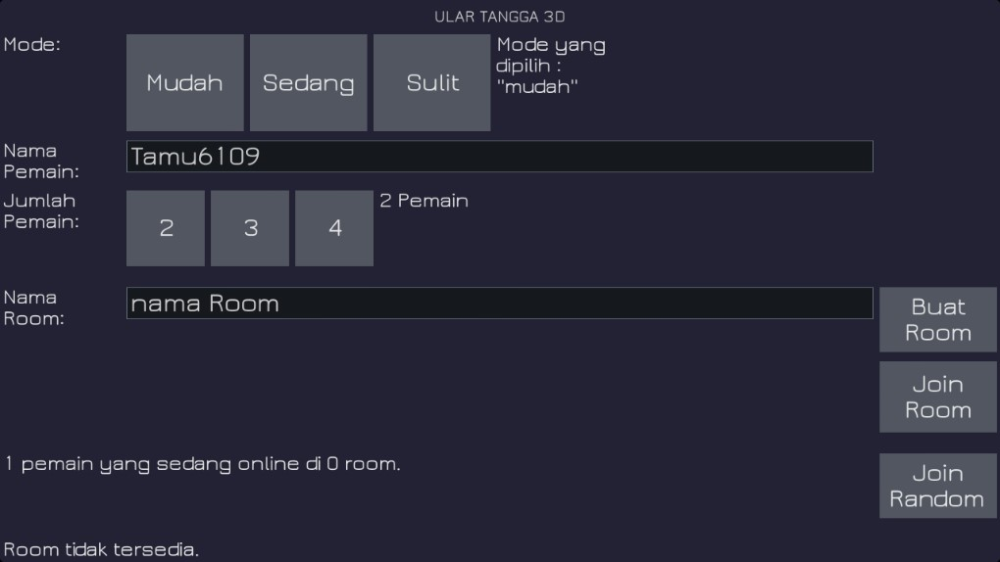 ULAR TANGGA 3D
Mode:
Mudah
Sedang
Sulit
Mode yang
dipilih :
"mudah"
Nama
Pemain:
Tamu6109
Jumlah
Pemain:
2
3
4
2 Pemain
Nama
Room:
nama Room
Buat
Room
Join
Room
1 pemain yang sedang online di 0 room.
Join
Random
Room tidak tersedia.